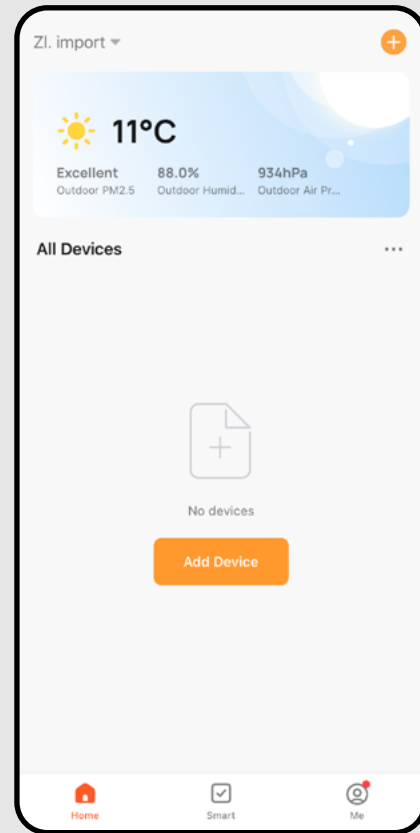 Zl. import
11°C
Excellent 88.0% 934hPa
Outdoor PM2.5 Outdoor Humid... Outdoor Air Pr...
All Devices
No devices
Add Device
Home Smart Me